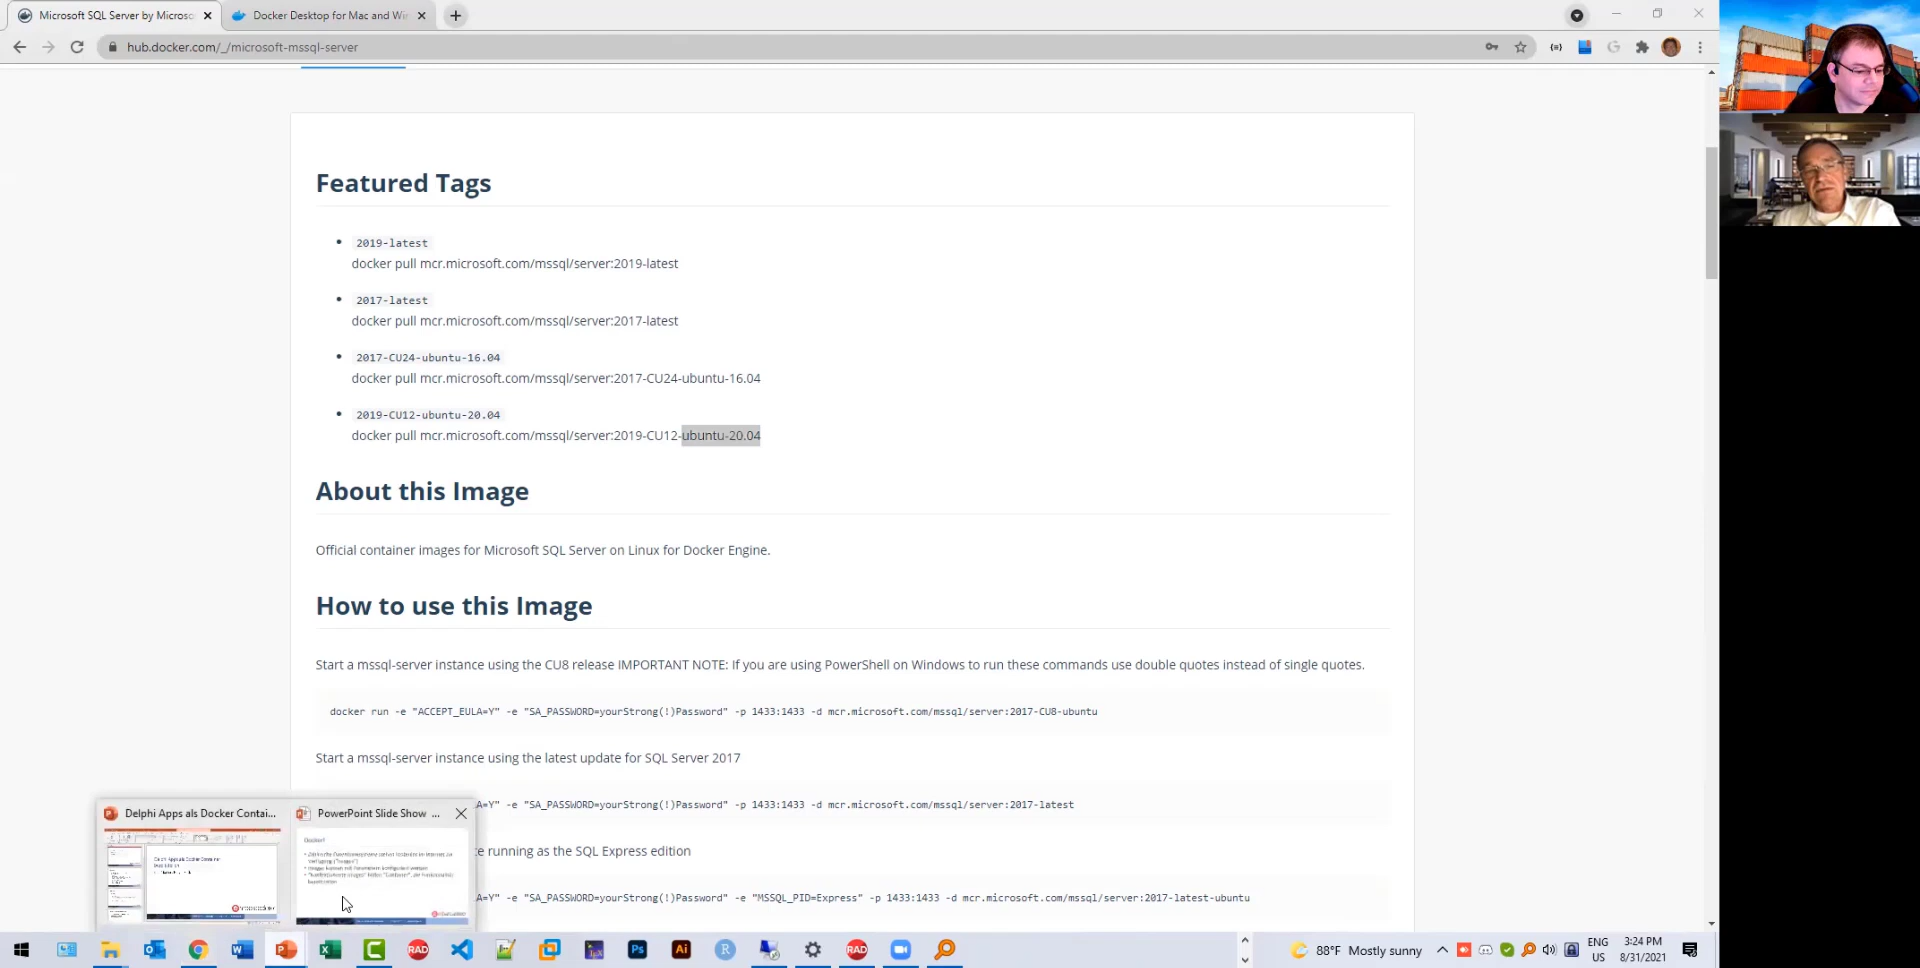 Microsoft SQL Server by Microso
Docker Desktop for Mac and Wi
hub.docker.com/_/microsoft-mssql-server
Featured Tags
• 2019-latest
docker pull mcr.microsoft.com/mssql/server:2019-latest
• 2017-latest
docker pull mcr.microsoft.com/mssql/server:2017-latest
• 2017-CU24-ubuntu-16.04
docker pull mcr.microsoft.com/mssql/server:2017-CU24-ubuntu-16.04
• 2019-CU12-ubuntu-20.04
docker pull mcr.microsoft.com/mssql/server:2019-CU12-ubuntu-20.04
About this Image
Official container images for Microsoft SQL Server on Linux for Docker Engine.
How to use this Image
Start a mssql-server instance using the CU8 release IMPORTANT NOTE: If you are using PowerShell on Windows to run these commands use double quotes instead of single quotes.
docker run -e "ACCEPT_EULA=Y" -e "SA_PASSWORD=yourStrong(!)Password" -p 1433:1433 -d mcr.microsoft.com/mssql/server:2017-CU8-ubuntu
Start a mssql-server instance using the latest update for SQL Server 2017
A=Y" -e "SA_PASSWORD=yourStrong(!)Password" -p 1433:1433 -d mcr.microsoft.com/mssql/server:2017-latest
running as the SQL Express edition
A=Y" -e "SA_PASSWORD=yourStrong(!)Password" -e "MSSQL_PID=Express" -p 1433:1433 -d mcr.microsoft.com/mssql/server:2017-latest-ubuntu
Delphi Apps als Docker Contai...
PowerPoint Slide Show ...
Docker!
RAD
Ps
Ai
R
RAD
88°F Mostly sunny
ENG
US
3:24 PM
8/31/2021